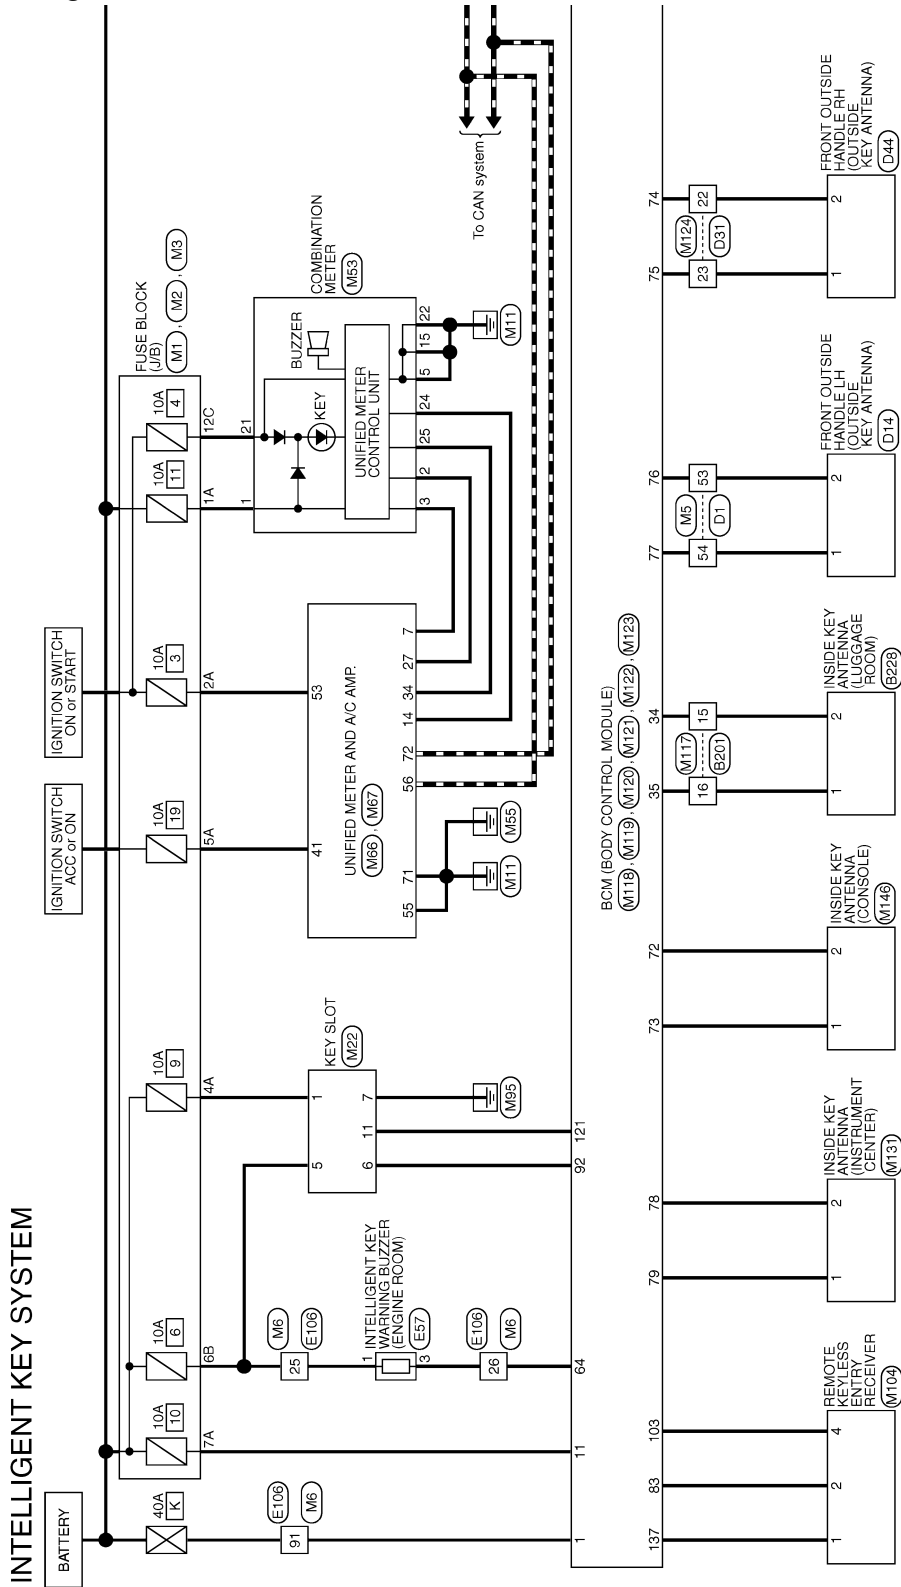 INTELLIGENT KEY SYSTEM
BATTERY
IGNITION SWITCH
ACC or ON
IGNITION SWITCH
ON or START
40A
K
10A
10
10A
6
10A
9
10A
19
10A
3
10A
11
10A
4
FUSE BLOCK
(J/B)
M1 , M2 , M3
7A
6B
4A
5A
2A
1A
12C
E106
91
M6
M6
25
E106
1
INTELLIGENT KEY
WARNING BUZZER
(ENGINE ROOM)
E57
3
E106
26
M6
KEY SLOT
M22
5
1
6
11
7
M95
41
53
UNIFIED METER AND A/C AMP.
M66 , M67
55
71
56
72
14
34
27
7
M11
M55
1
21
BUZZER
KEY
UNIFIED METER
CONTROL UNIT
COMBINATION
METER
M53
3
2
25
24
5
15
22
M11
To CAN system
1
11
64
92
121
BCM (BODY CONTROL MODULE)
M118 , M119 , M120 , M121 , M122 , M123
137
83
103
79
78
73
72
35
34
77
76
75
74
M117
16
15
B201
M5
54
53
D1
M124
23
22
D31
1
2
4
REMOTE
KEYLESS
ENTRY
RECEIVER
M104
1
2
INSIDE KEY
ANTENNA
(INSTRUMENT
CENTER)
M131
1
2
INSIDE KEY
ANTENNA
(CONSOLE)
M146
1
2
INSIDE KEY
ANTENNA
(LUGGAGE
ROOM)
B228
1
2
FRONT OUTSIDE
HANDLE LH
(OUTSIDE
KEY ANTENNA)
D14
1
2
FRONT OUTSIDE
HANDLE RH
(OUTSIDE
KEY ANTENNA)
D44